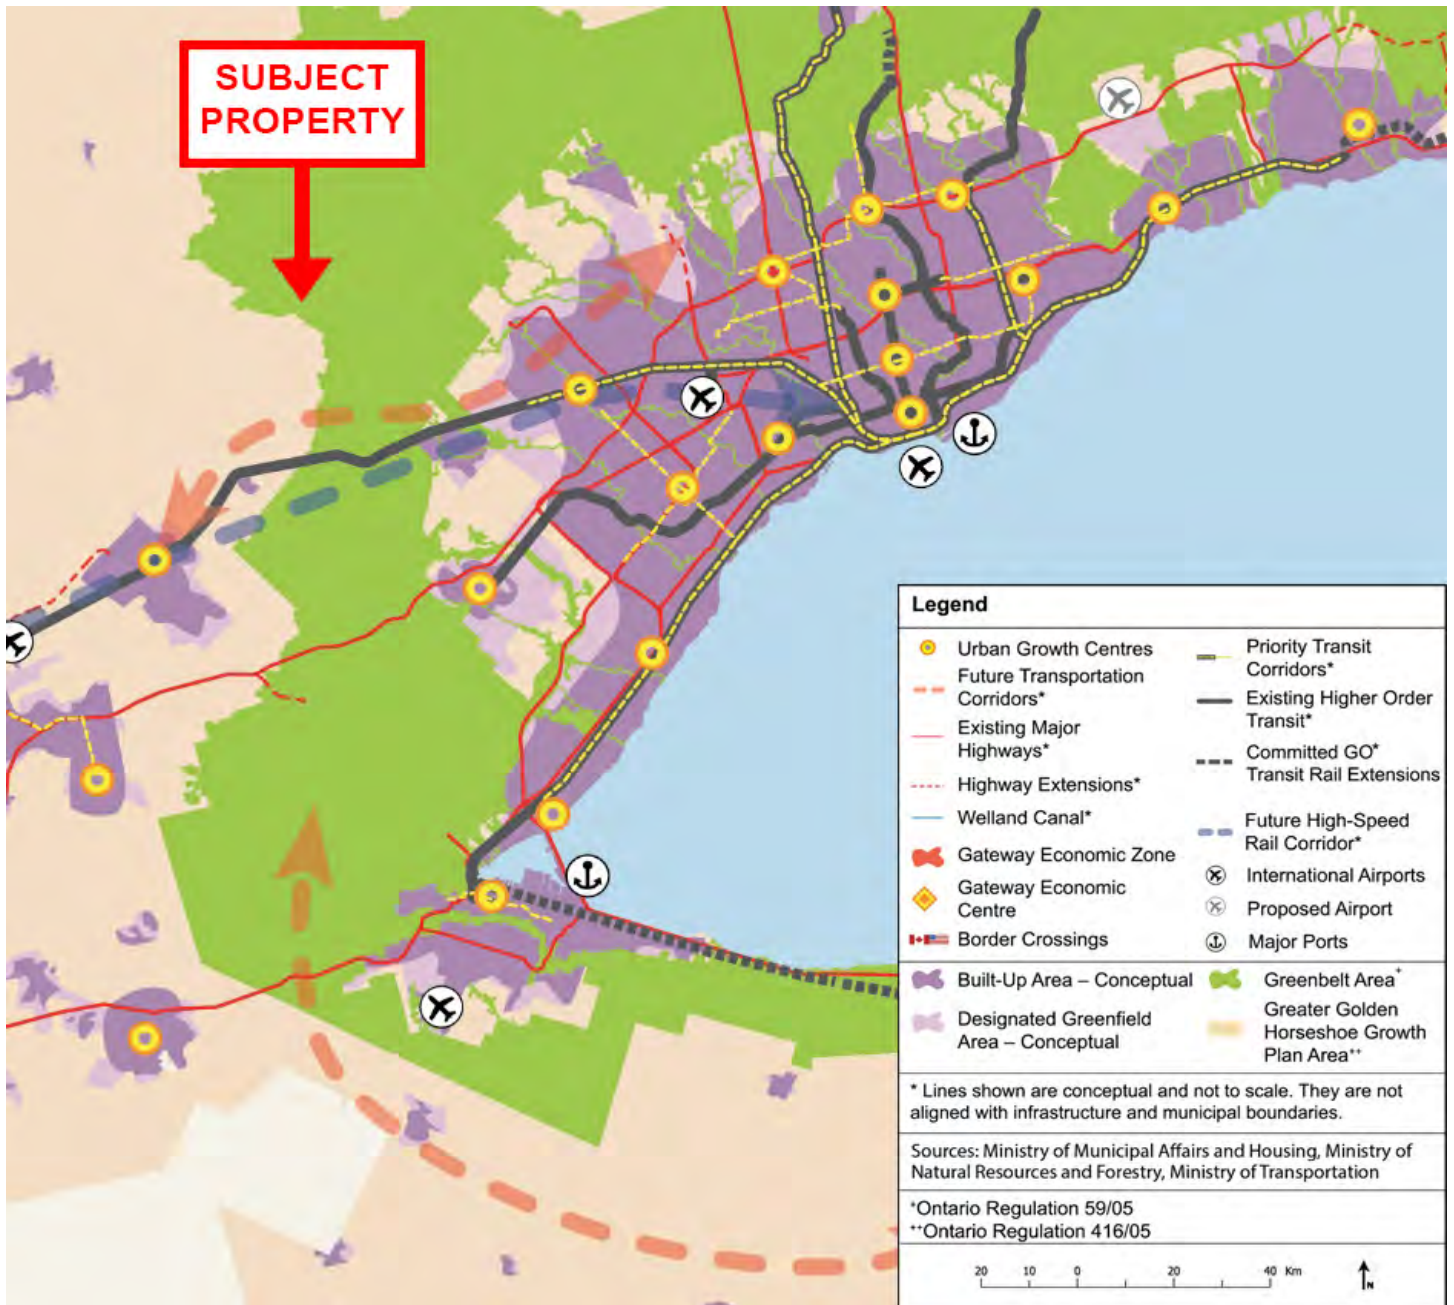 SUBJECT
PROPERTY
Legend
Urban Growth Centres
Future Transportation
Corridors*
Existing Major
Highways*
Highway Extensions*
Welland Canal*
Gateway Economic Zone
Gateway Economic
Centre
Border Crossings
Priority Transit
Corridors*
Existing Higher Order
Transit*
Committed GO*
Transit Rail Extensions
Future High-Speed
Rail Corridor*
International Airports
Proposed Airport
Major Ports
Built-Up Area – Conceptual
Designated Greenfield
Area – Conceptual
Greenbelt Area+
Greater Golden
Horseshoe Growth
Plan Area++
* Lines shown are conceptual and not to scale. They are not
aligned with infrastructure and municipal boundaries.
Sources: Ministry of Municipal Affairs and Housing, Ministry of
Natural Resources and Forestry, Ministry of Transportation
+Ontario Regulation 59/05
++Ontario Regulation 416/05
20 10 0 20 40 Km
N